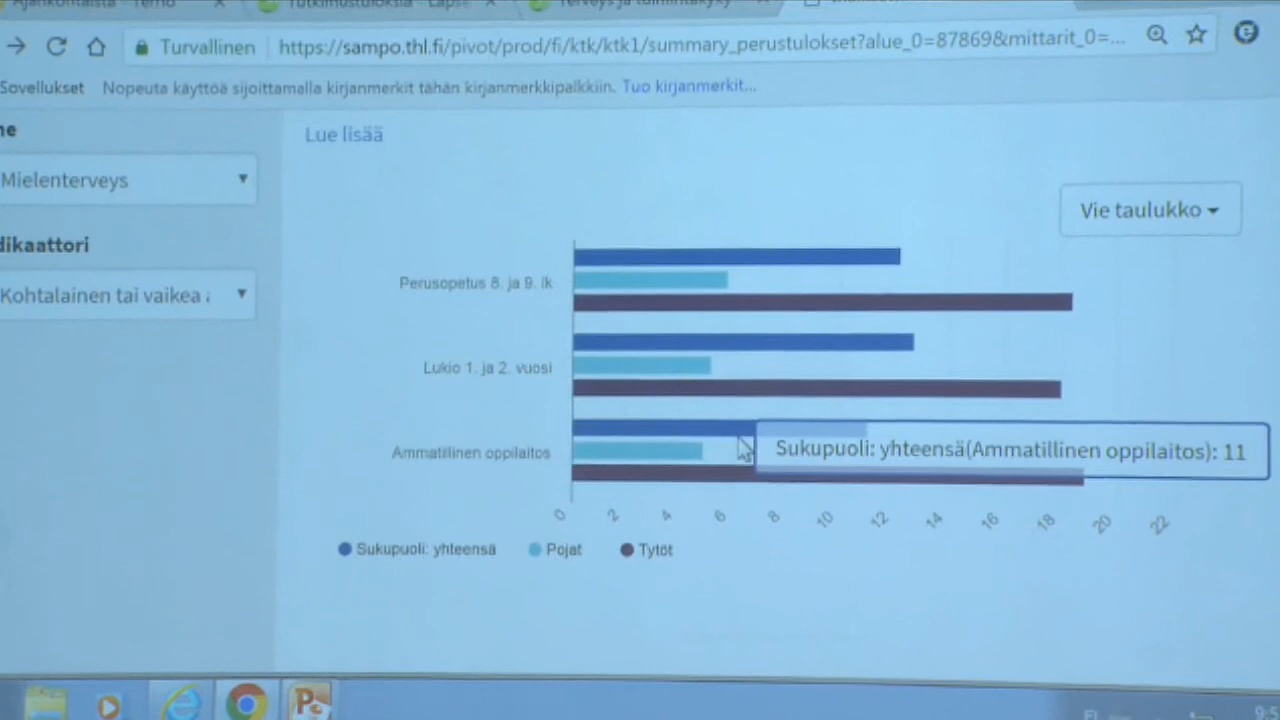 Turvallinen https://sampo.thl.fi/pivot/prod/fi/ktk/ktk1/summary_perustulokset?alue_0=87869&mittarit_0=...
Sovellukset Nopeuta käyttöä sijoittamalla kirjanmerkit tähän kirjanmerkkipalkkiin. Tuo kirjanmerkit...
Lue lisää
Mielenterveys
Vie taulukko
dikaattori
Kohtalainen tai vaikea
Perusopetus 8. ja 9. lk
Lukio 1. ja 2. vuosi
Ammatillinen oppilaitos
Sukupuoli: yhteensä(Ammatillinen oppilaitos): 11
0 2 4 6 8 10 12 14 16 18 20 22
Sukupuoli: yhteensä Pojat Tytöt